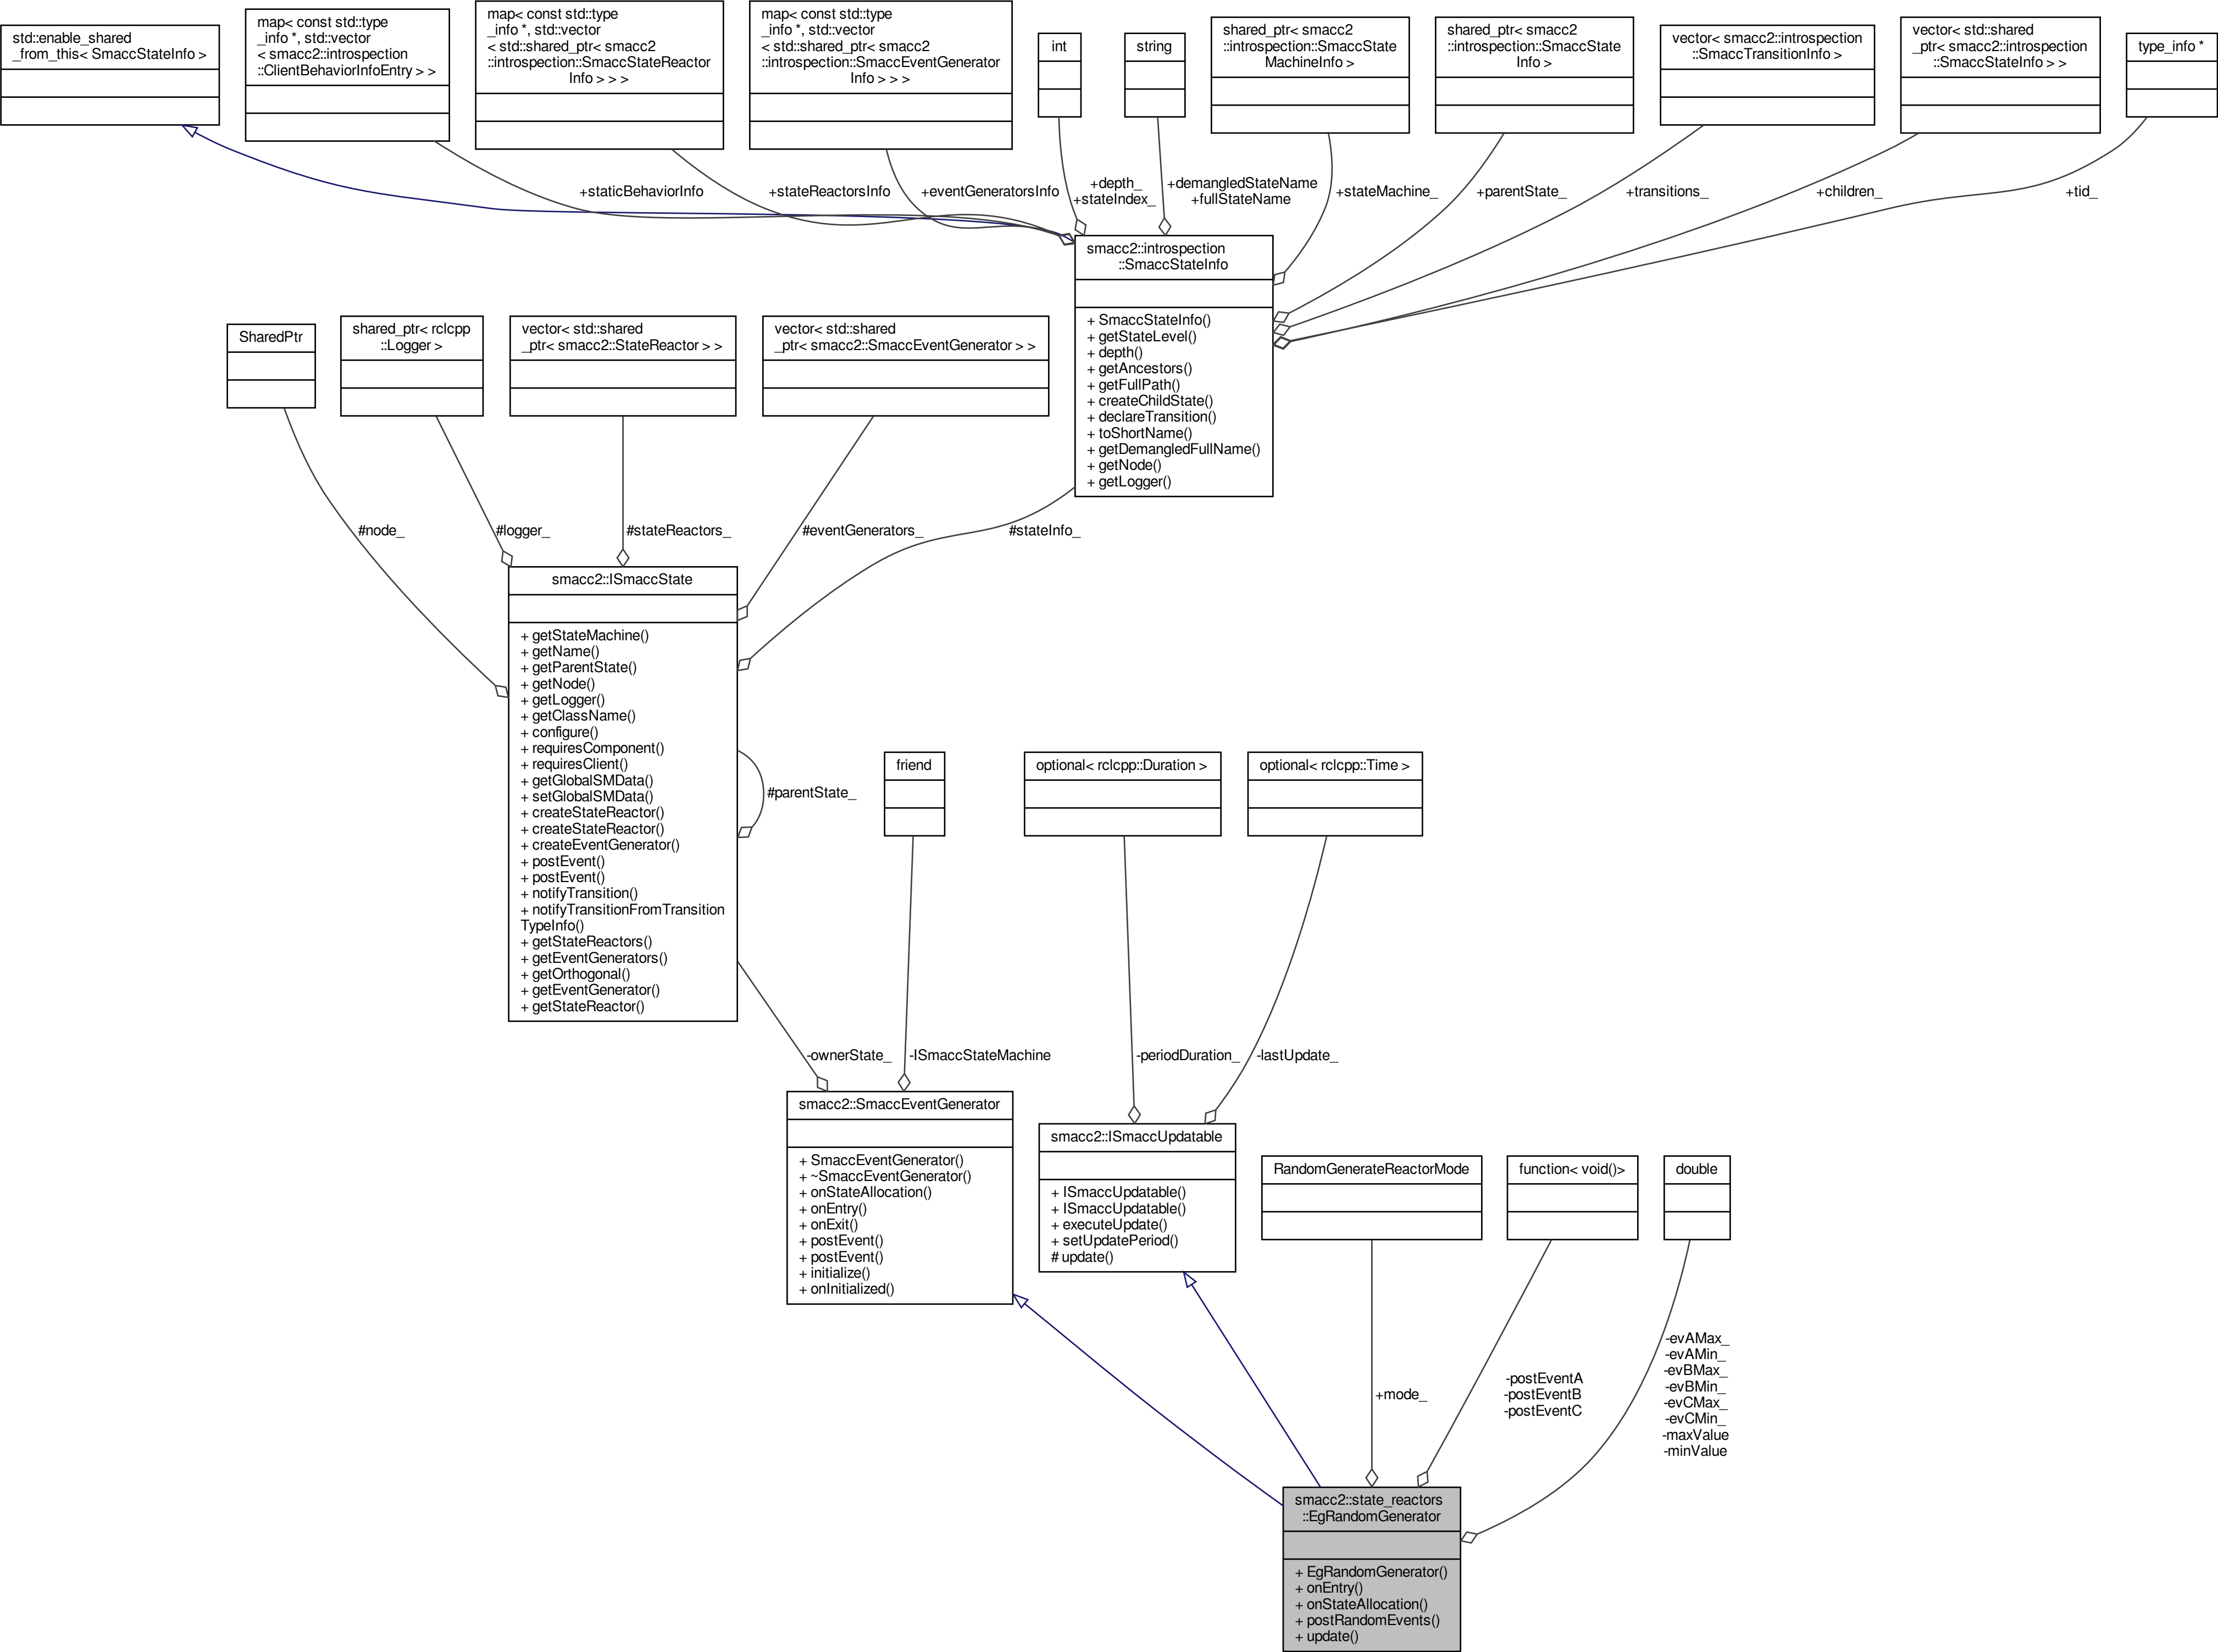 std::enable_shared
_from_this< SmaccStateInfo >
map< const std::type
_info *, std::vector
< smacc2::introspection
::ClientBehaviorInfoEntry > >
map< const std::type
_info *, std::vector
< std::shared_ptr< smacc2
::introspection::SmaccStateReactor
Info > > >
map< const std::type
_info *, std::vector
< std::shared_ptr< smacc2
::introspection::SmaccEventGenerator
Info > > >
int
string
shared_ptr< smacc2
::introspection::SmaccState
MachineInfo >
shared_ptr< smacc2
::introspection::SmaccState
Info >
vector< smacc2::introspection
::SmaccTransitionInfo >
vector< std::shared
_ptr< smacc2::introspection
::SmaccStateInfo > >
type_info *
+staticBehaviorInfo
+stateReactorsInfo
+eventGeneratorsInfo
+depth_
+stateIndex_
+demangledStateName
+fullStateName
+stateMachine_
+parentState_
+transitions_
+children_
+tid_
smacc2::introspection
::SmaccStateInfo
+ SmaccStateInfo()
+ getStateLevel()
+ depth()
+ getAncestors()
+ getFullPath()
+ createChildState()
+ declareTransition()
+ toShortName()
+ getDemangledFullName()
+ getNode()
+ getLogger()
SharedPtr
shared_ptr< rclcpp
::Logger >
vector< std::shared
_ptr< smacc2::StateReactor > >
vector< std::shared
_ptr< smacc2::SmaccEventGenerator > >
#node_
#logger_
#stateReactors_
#eventGenerators_
#stateInfo_
smacc2::ISmaccState
+ getStateMachine()
+ getName()
+ getParentState()
+ getNode()
+ getLogger()
+ getClassName()
+ configure()
+ requiresComponent()
+ requiresClient()
+ getGlobalSMData()
+ setGlobalSMData()
+ createStateReactor()
+ createStateReactor()
+ createEventGenerator()
+ postEvent()
+ postEvent()
+ notifyTransition()
+ notifyTransitionFromTransition
TypeInfo()
+ getStateReactors()
+ getEventGenerators()
+ getOrthogonal()
+ getEventGenerator()
+ getStateReactor()
#parentState_
friend
optional< rclcpp::Duration >
optional< rclcpp::Time >
-ownerState_
-ISmaccStateMachine
-periodDuration_
-lastUpdate_
smacc2::SmaccEventGenerator
+ SmaccEventGenerator()
+ ~SmaccEventGenerator()
+ onStateAllocation()
+ onEntry()
+ onExit()
+ postEvent()
+ postEvent()
+ initialize()
+ onInitialized()
smacc2::ISmaccUpdatable
+ ISmaccUpdatable()
+ ISmaccUpdatable()
+ executeUpdate()
+ setUpdatePeriod()
# update()
RandomGenerateReactorMode
function< void()>
double
+mode_
-postEventA
-postEventB
-postEventC
-evAMax_
-evAMin_
-evBMax_
-evBMin_
-evCMax_
-evCMin_
-maxValue
-minValue
smacc2::state_reactors
::EgRandomGenerator
+ EgRandomGenerator()
+ onEntry()
+ onStateAllocation()
+ postRandomEvents()
+ update()